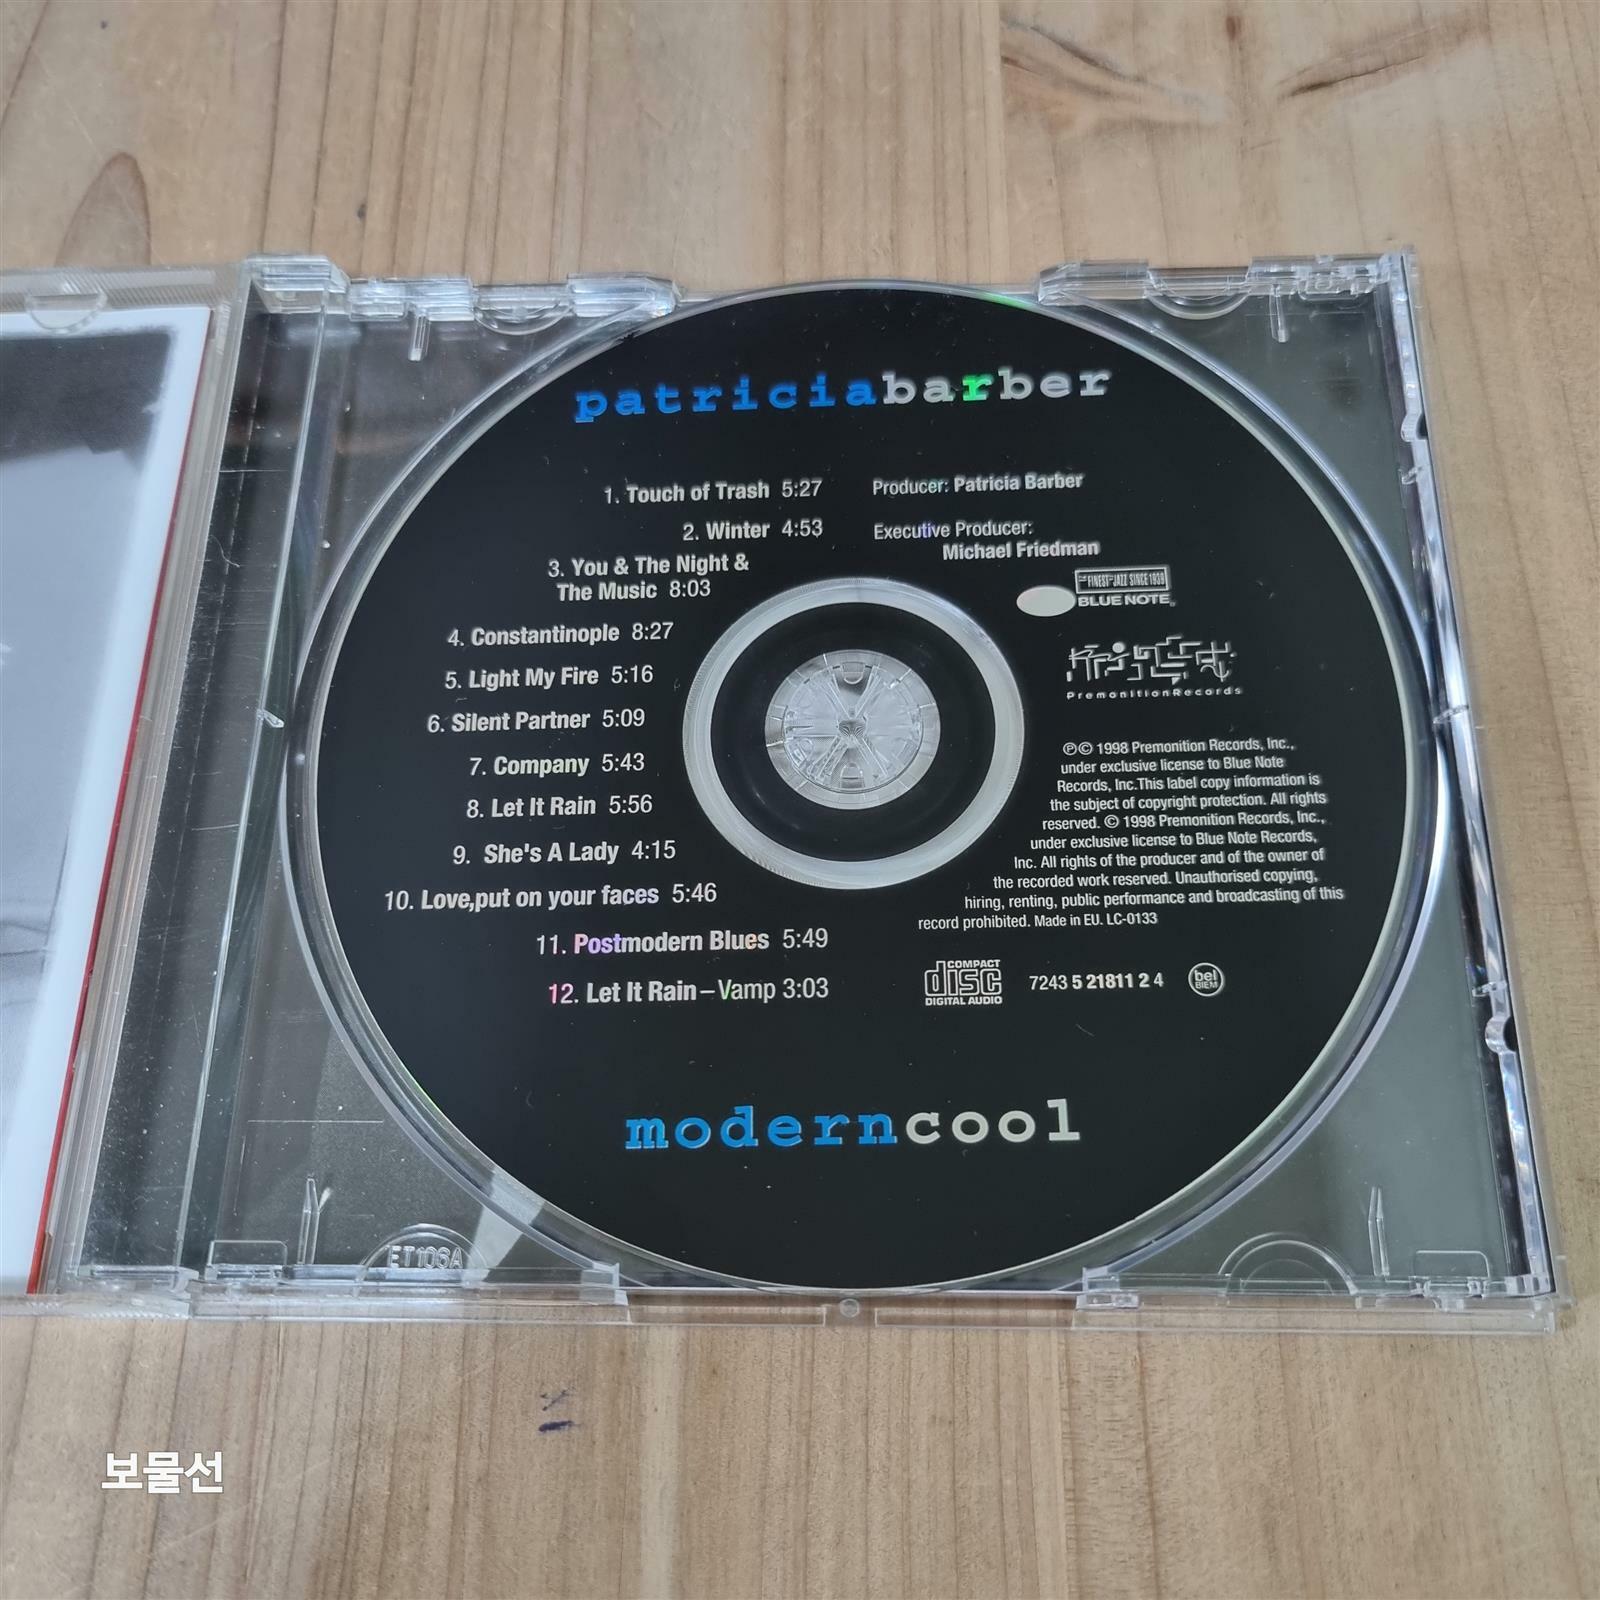 patriciabarber
1. Touch of Trash 5:27
2. Winter 4:53
3. You & The Night &
The Music 8:03
4. Constantinople 8:27
5. Light My Fire 5:16
6. Silent Partner 5:09
7. Company 5:43
8. Let It Rain 5:56
9. She's A Lady 4:15
10. Love,put on your faces 5:46
11. Postmodern Blues 5:49
12. Let It Rain – Vamp 3:03
Producer: Patricia Barber
Executive Producer:
Michael Friedman
THE FINEST IN JAZZ SINCE 1939
BLUE NOTE®
PremonitionRecords
℗© 1998 Premonition Records, Inc.,
under exclusive license to Blue Note
Records, Inc.This label copy information is
the subject of copyright protection. All rights
reserved. © 1998 Premonition Records, Inc.,
under exclusive license to Blue Note Records,
Inc. All rights of the producer and of the owner of
the recorded work reserved. Unauthorised copying,
hiring, renting, public performance and broadcasting of this
record prohibited. Made in EU. LC-0133
COMPACT
disc
DIGITAL AUDIO
7243 5 21811 2 4
bel
BIEM
moderncool
ET106A
보물선